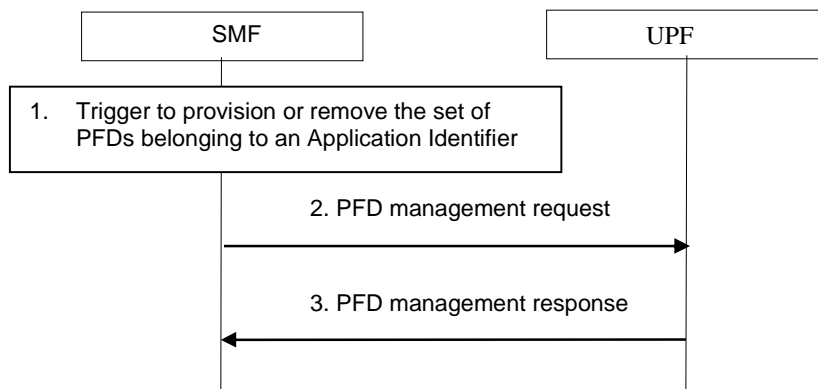 SMF
UPF
1. Trigger to provision or remove the set of
PFDs belonging to an Application Identifier
2. PFD management request
3. PFD management response